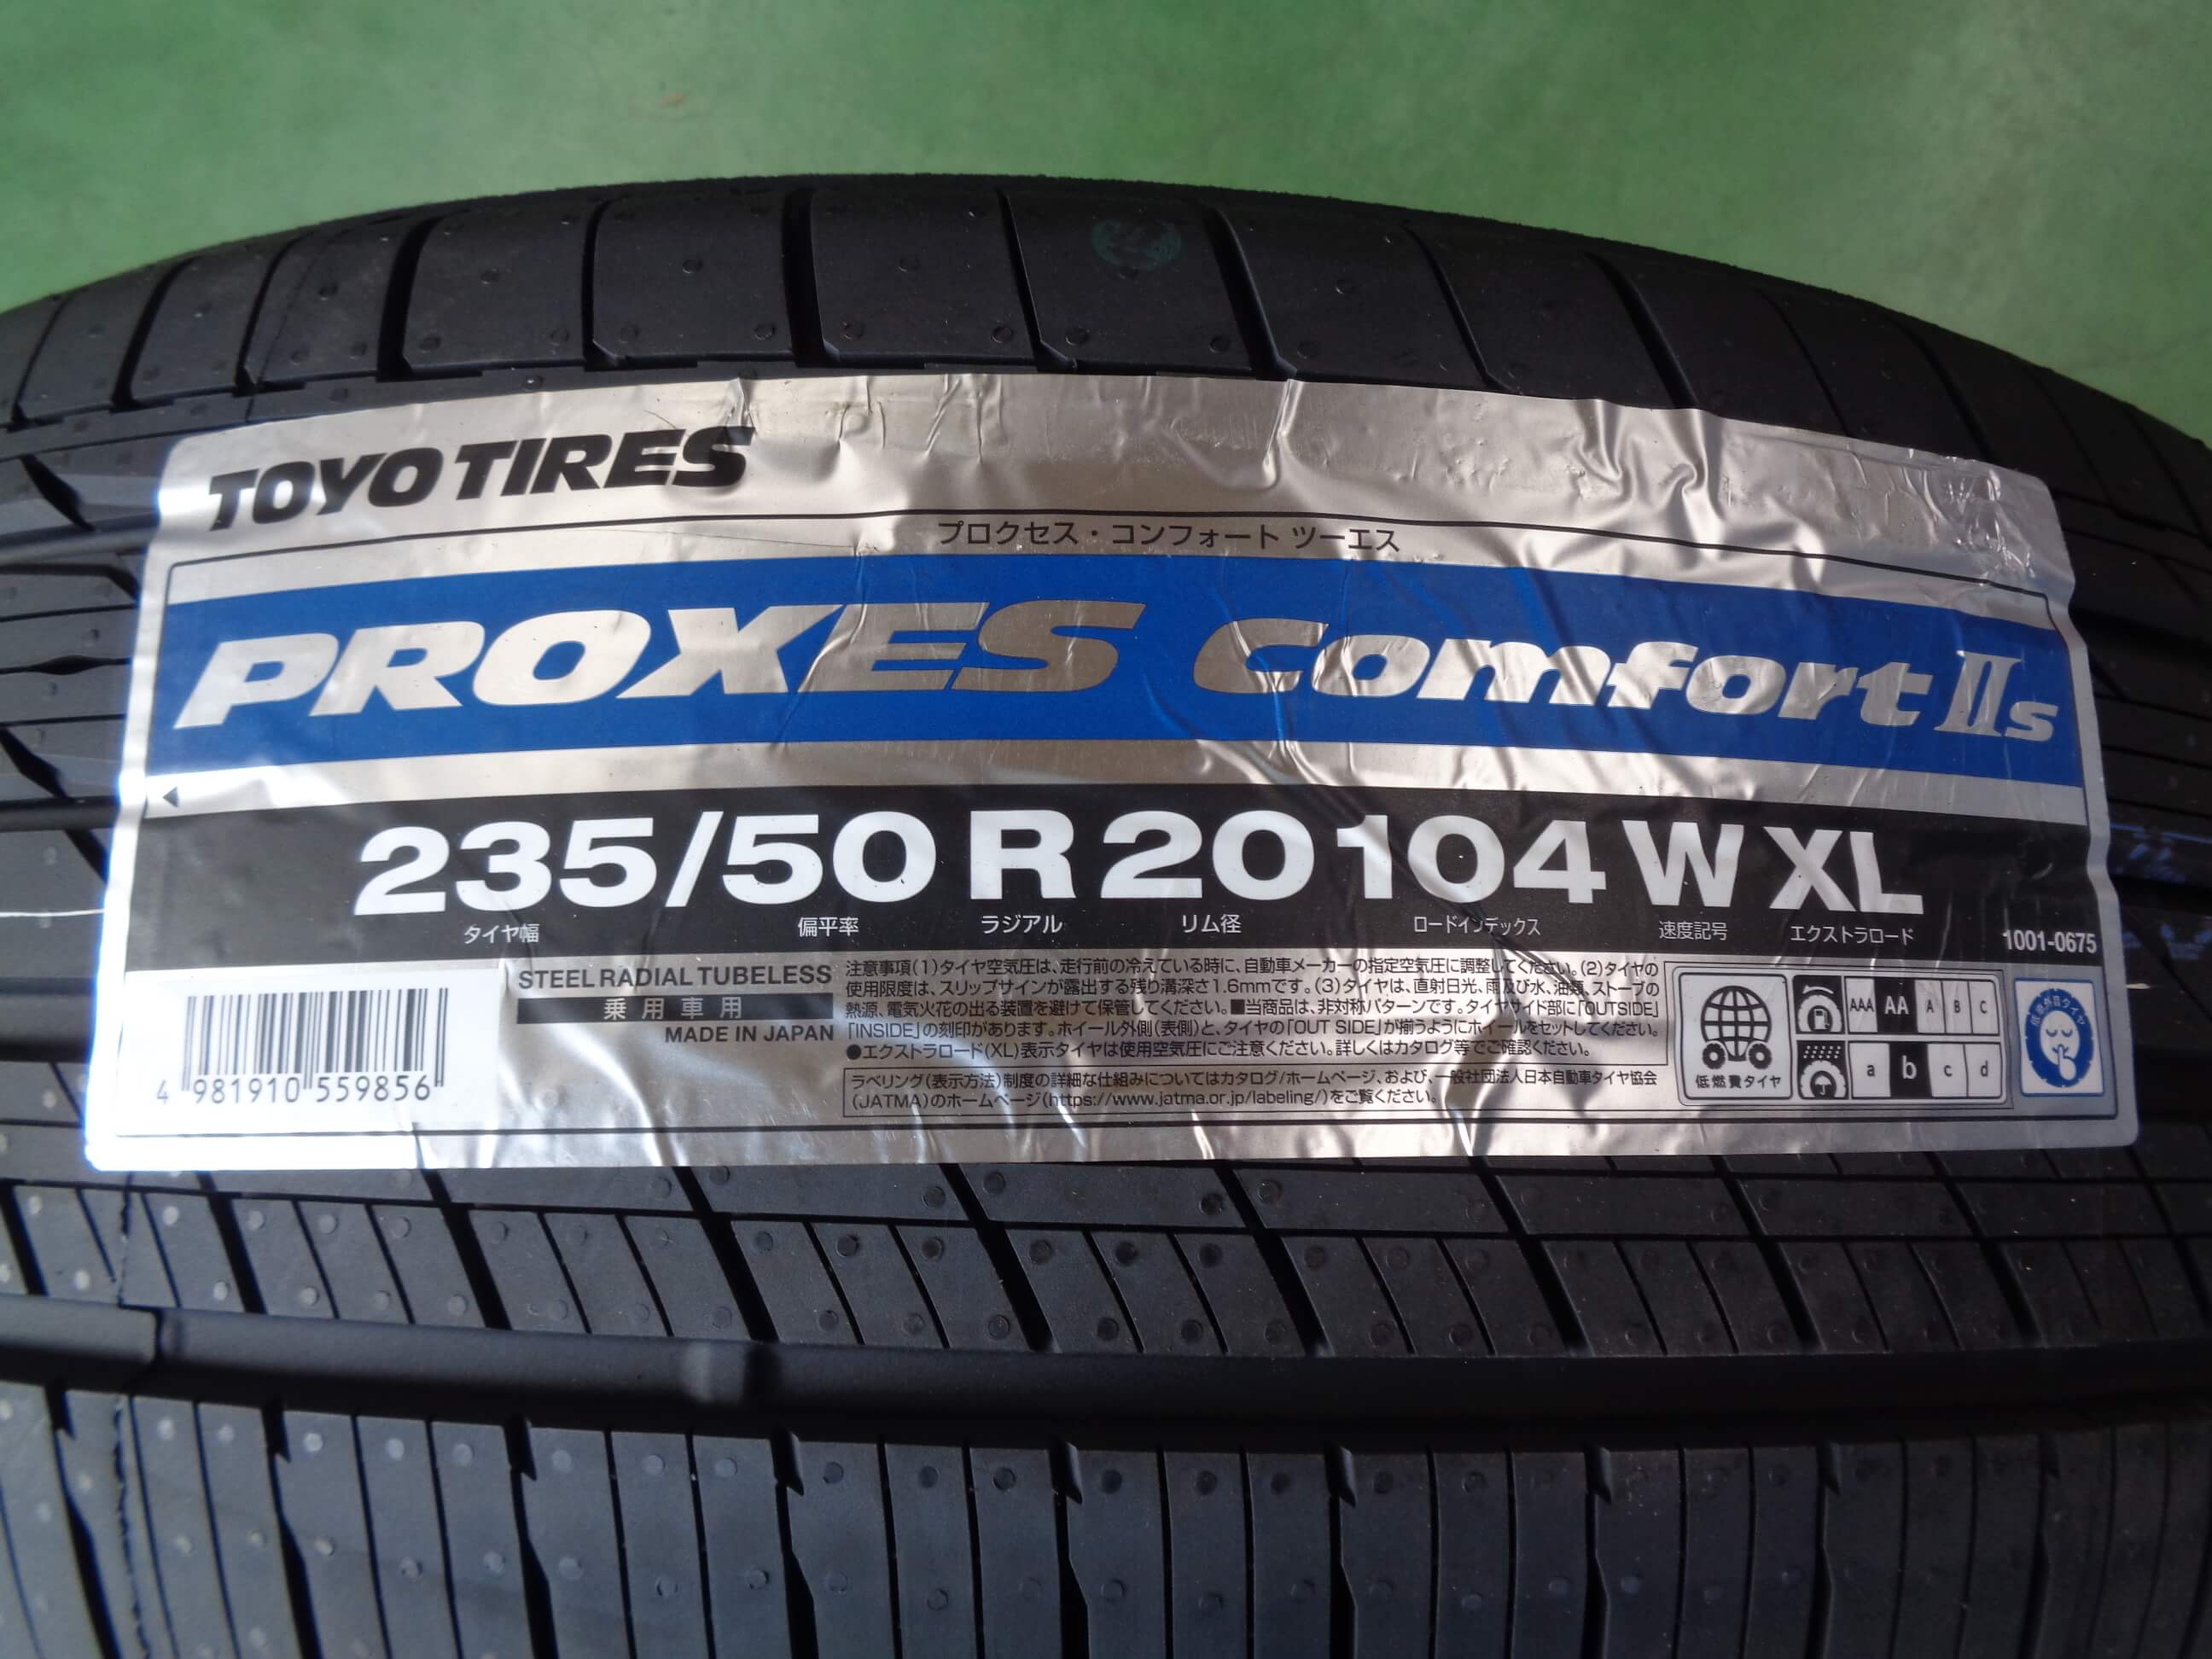 TOYO TIRES
プロクセス・コンフォート ツーエス
PROXES Comfort IIs
235/50 R 20 104 W XL
タイヤ幅 偏平率 ラジアル リム径 ロードインデックス 速度記号 エクストラロード
1001-0675
STEEL RADIAL TUBELESS
乗用車用
MADE IN JAPAN
4 981910 559856
注意事項(1)タイヤ空気圧は、走行前の冷えている時に、自動車メーカーの指定空気圧に調整してください。(2)タイヤの
使用限度は、スリップサインが露出する残り溝深さ1.6mmです。(3)タイヤは、直射日光、雨及び水、油類、ストーブの
熱源、電気火花の出る装置を避けて保管してください。■当商品は、非対称パターンです。タイヤサイド部に「OUTSIDE」
「INSIDE」の刻印があります。ホイール外側(表側)と、タイヤの「OUT SIDE」が揃うようにホイールをセットしてください。
●エクストラロード(XL)表示タイヤは使用空気圧にご注意ください。詳しくはカタログ等でご確認ください。
ラベリング(表示方法)制度の詳細な仕組みについてはカタログ/ホームページ、および、一般社団法人日本自動車タイヤ協会
(JATMA)のホームページ(https://www.jatma.or.jp/labeling/)をご覧ください。
AAA AA A B C
a b c d
低燃費タイヤ
低車外音タイヤ